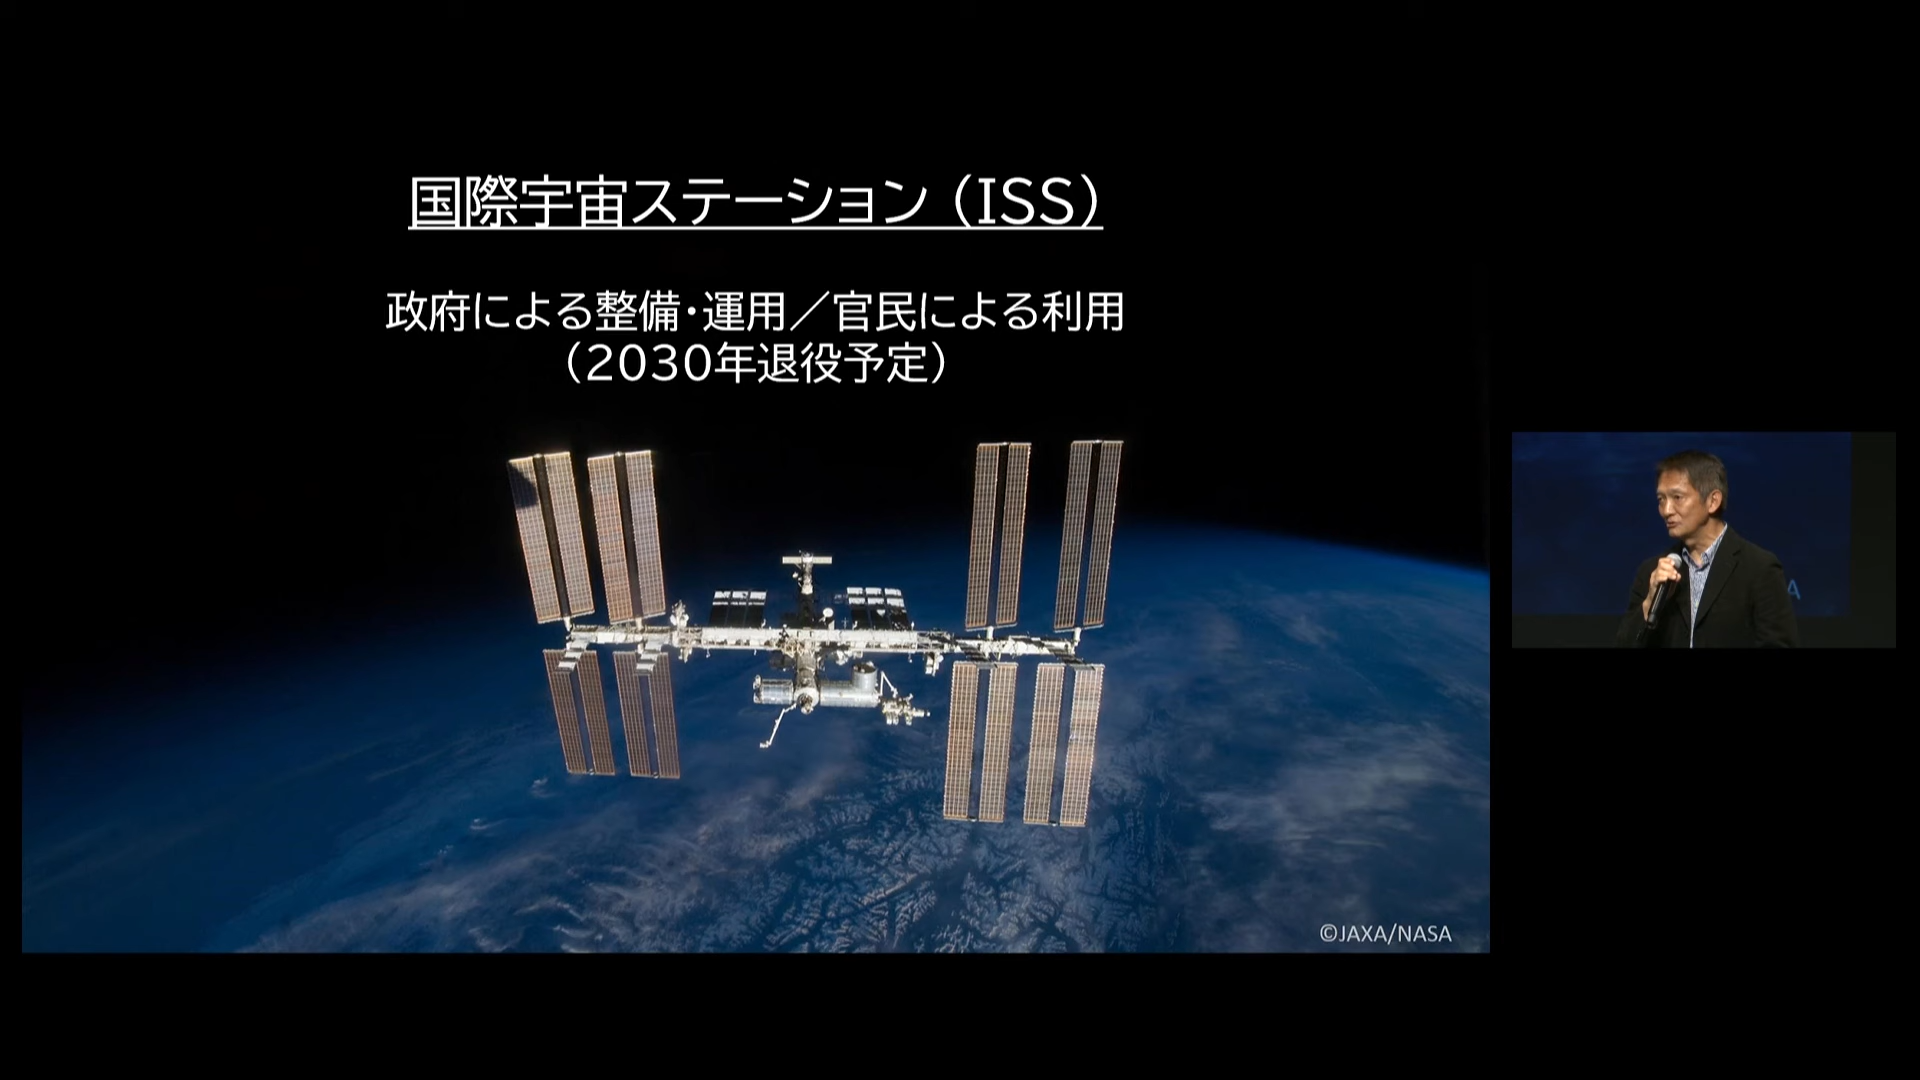 国際宇宙ステーション（ISS）
政府による整備・運用／官民による利用
（2030年退役予定）
©JAXA/NASA
A